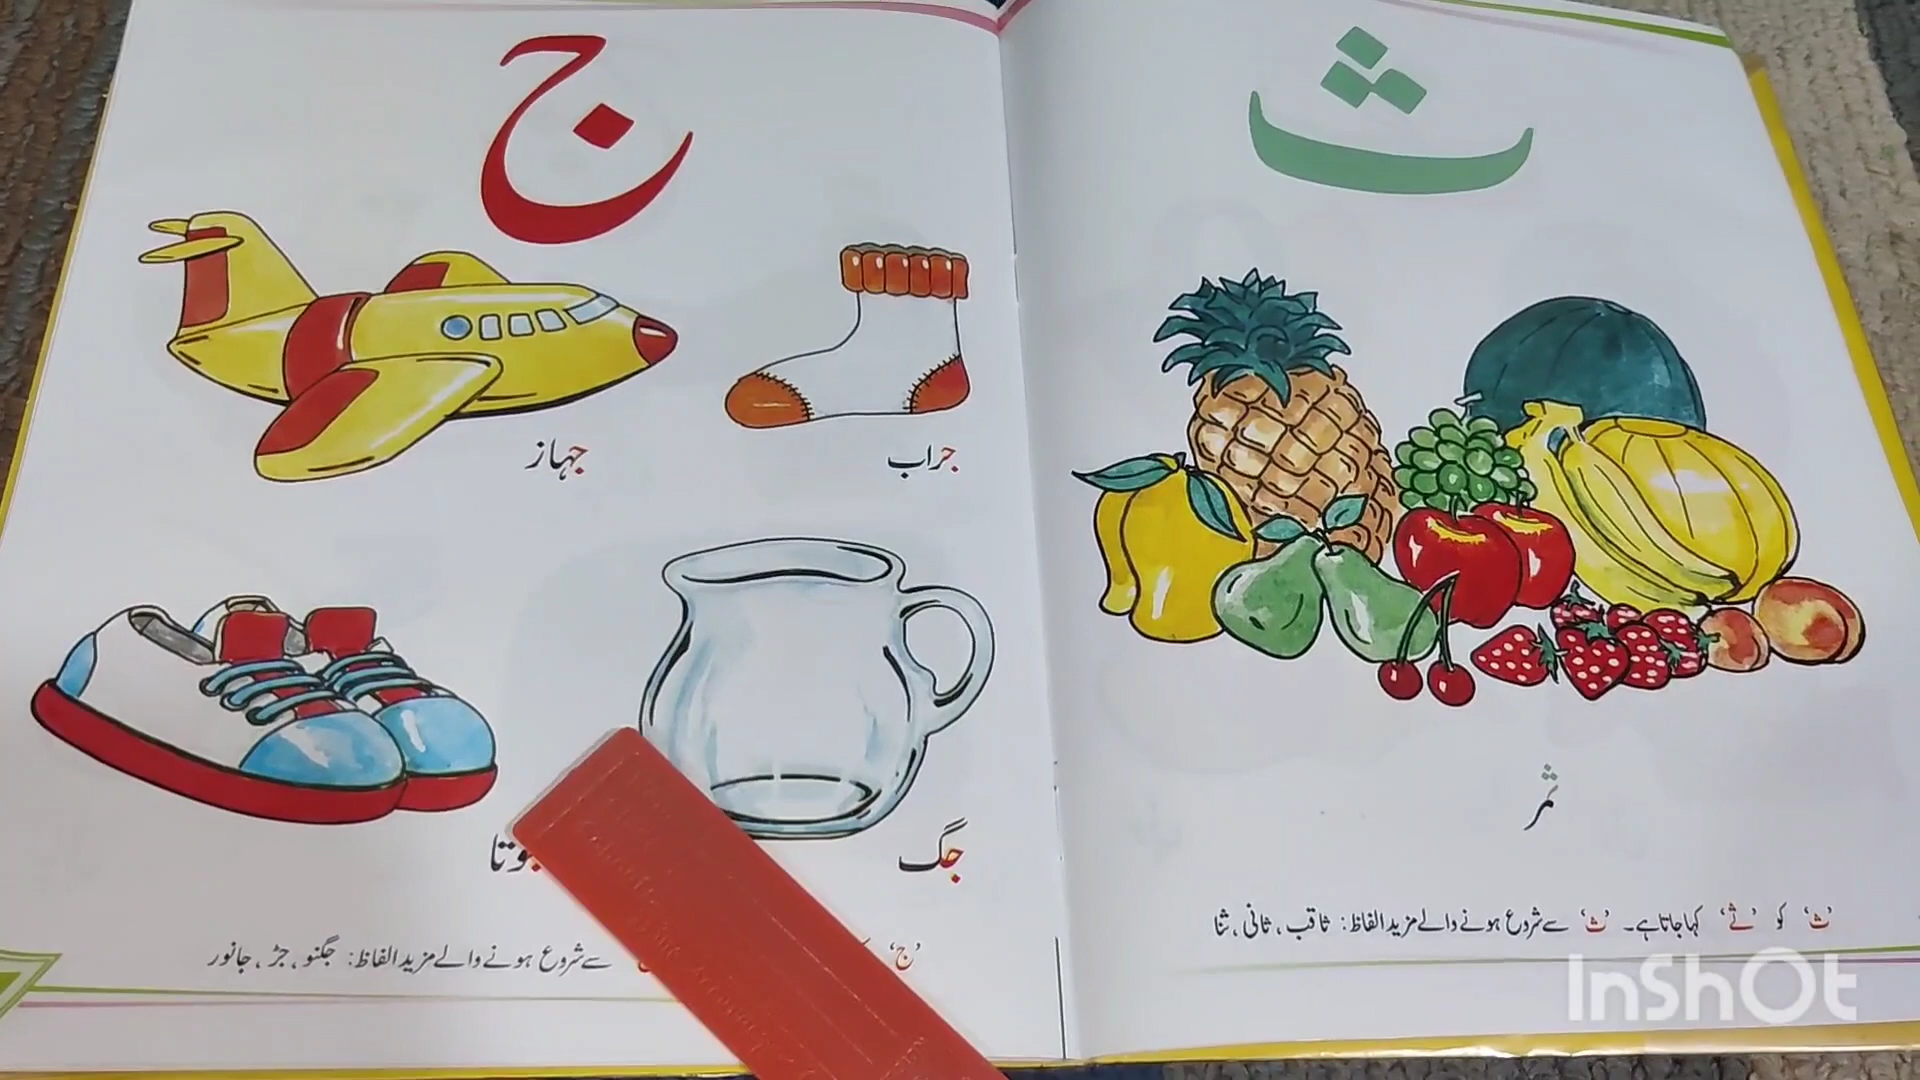 ث
ثمر
’ث‘ کو ’ثے‘ کہا جاتا ہے۔ ’ث‘ سے شروع ہونے والے مزید الفاظ: ثاقب، ثانی، ثنا
ج
جراب
جہاز
جگ
جوتا
’ج‘
سے شروع ہونے والے مزید الفاظ: جگنو، جڑ، جانور
InShOt